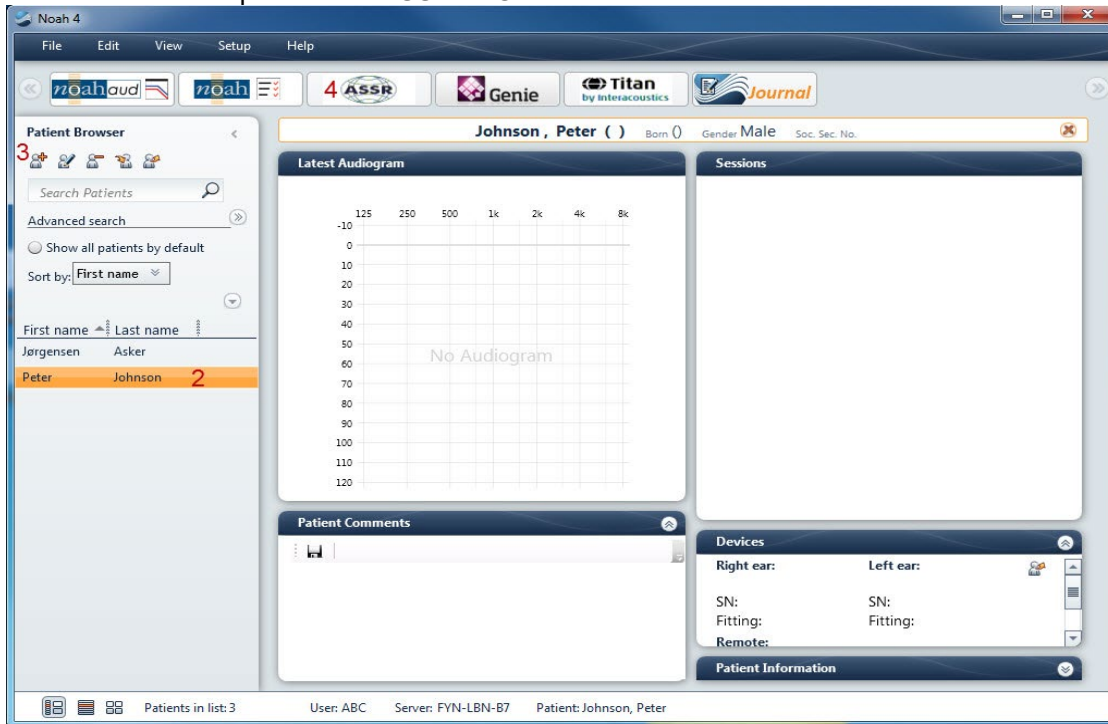 Noah 4
File Edit View Setup Help
noah aud noah 4 ASSR Genie Titan by Interacoustics Journal
Patient Browser
3
Search Patients
Advanced search
Show all patients by default
Sort by: First name
First name Last name
Jørgensen Asker
Peter Johnson 2
Johnson , Peter ( ) Born () Gender Male Soc. Sec. No.
Latest Audiogram
125 250 500 1k 2k 4k 8k
-10
0
10
20
30
40
50
60
70
80
90
100
110
120
No Audiogram
Sessions
Patient Comments
Devices
Right ear: Left ear:
SN: SN:
Fitting: Fitting:
Remote:
Patient Information
Patients in list: 3 User: ABC Server: FYN-LBN-B7 Patient: Johnson, Peter